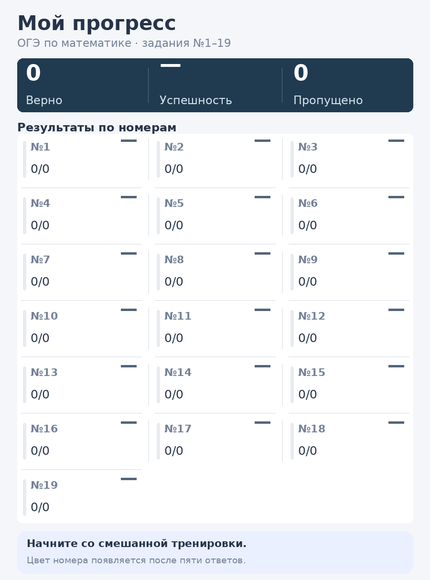 Мой прогресс
ОГЭ по математике · задания №1–19
0 — 0
Верно Успешность Пропущено
Результаты по номерам
№1 — №2 — №3 —
0/0 0/0 0/0
№4 — №5 — №6 —
0/0 0/0 0/0
№7 — №8 — №9 —
0/0 0/0 0/0
№10 — №11 — №12 —
0/0 0/0 0/0
№13 — №14 — №15 —
0/0 0/0 0/0
№16 — №17 — №18 —
0/0 0/0 0/0
№19 —
0/0
Начните со смешанной тренировки.
Цвет номера появляется после пяти ответов.